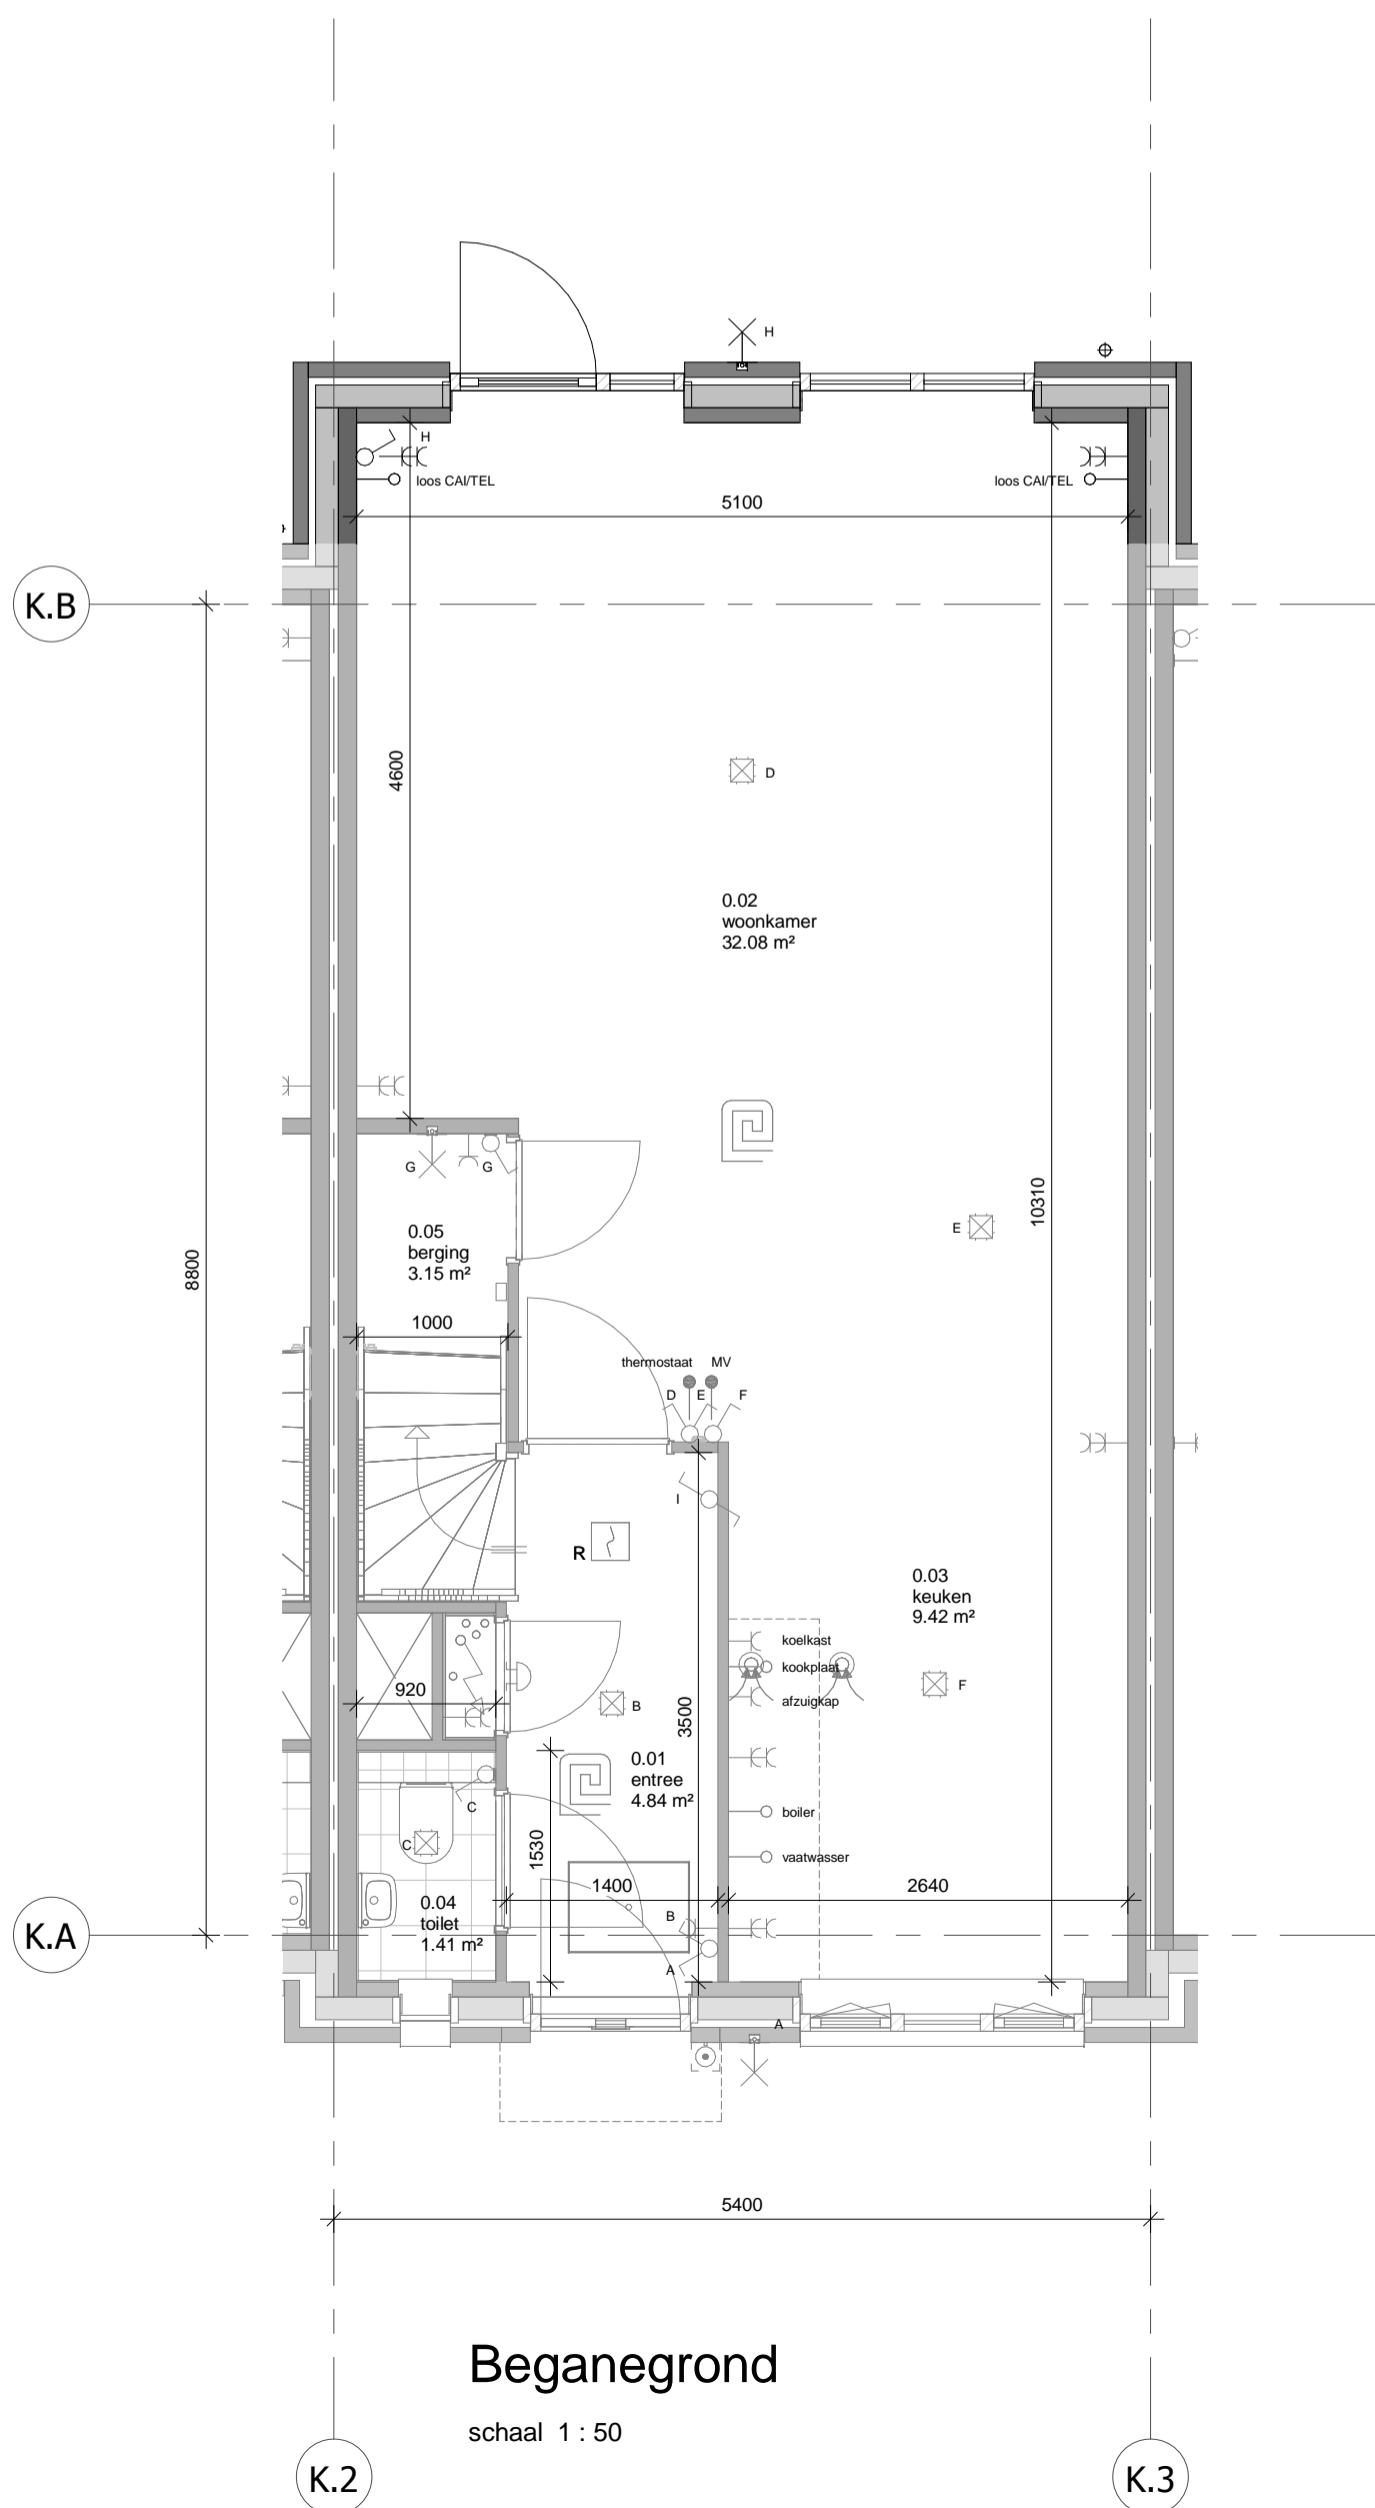 H
H
loos CAI/TEL
loos CAI/TEL
5100
K.B
4600
D
0.02
woonkamer
32.08 m²
G
G
10310
E
0.05
berging
3.15 m²
8800
1000
thermostaat
MV
D
E
F
I
R
0.03
keuken
9.42 m²
koelkast
kookplaat
afzuigkap
F
920
B
3500
0.01
entree
4.84 m²
C
C
boiler
1530
vaatwasser
1400
2640
0.04
toilet
1.41 m²
B
K.A
A
A
5400
Beganegrond
schaal 1 : 50
K.2
K.3